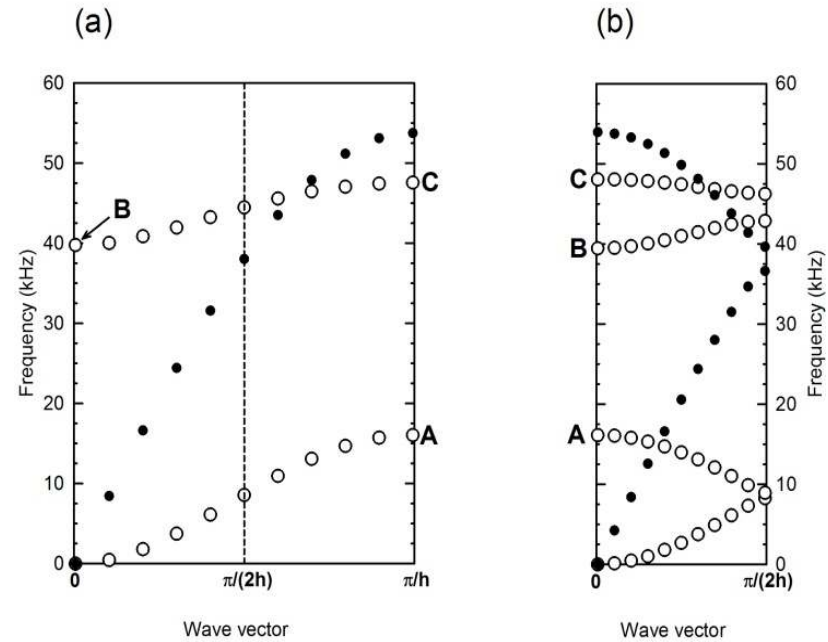 (a)
Frequency (kHz)
60
50
40
30
20
10
0
B
C
A
0 π/(2h) π/h
Wave vector
(b)
C
B
A
60
50
40
30
20
10
0
Frequency (kHz)
0 π/(2h)
Wave vector